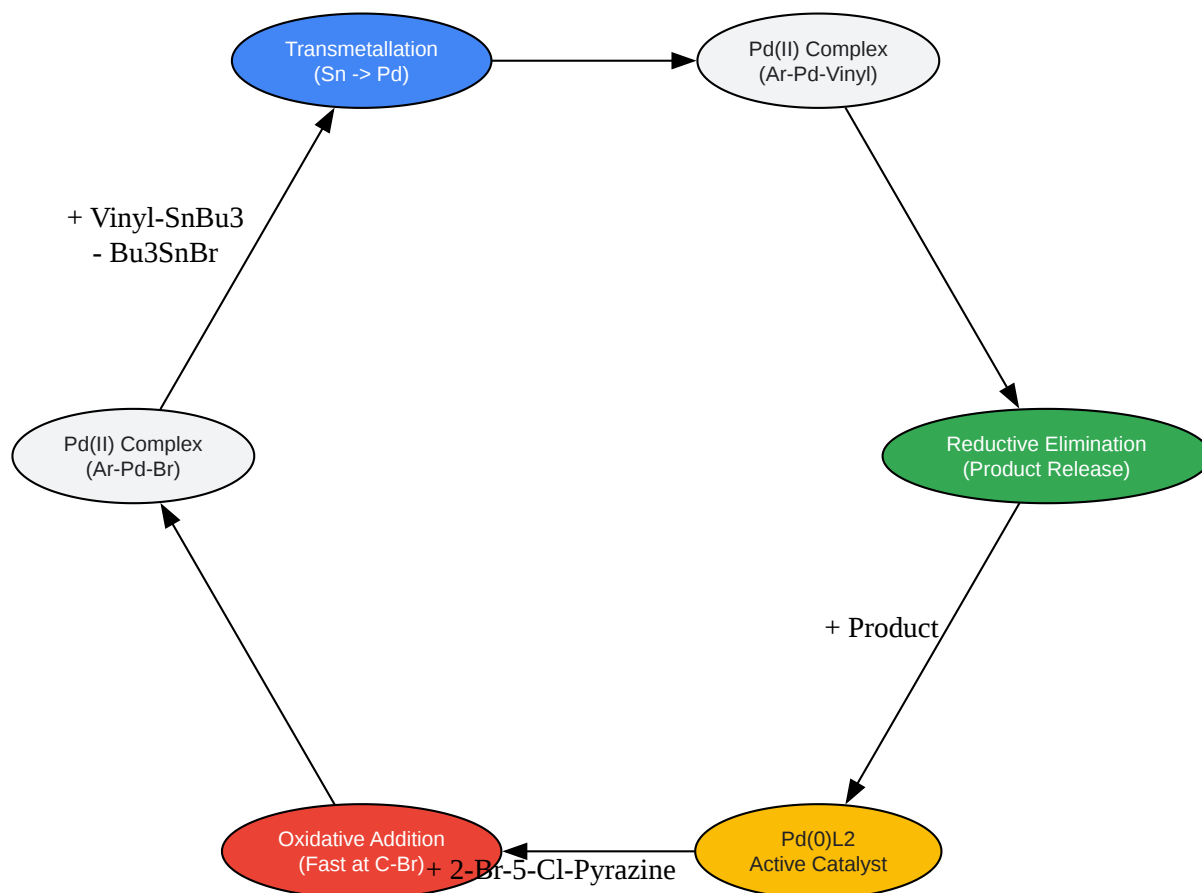 Transmetallation
(Sn -> Pd)
Pd(II) Complex
(Ar-Pd-Vinyl)
+ Vinyl-SnBu3
- Bu3SnBr
Pd(II) Complex
(Ar-Pd-Br)
Reductive Elimination
(Product Release)
+ Product
Oxidative Addition
(Fast at C-Br)
+ 2-Br-5-Cl-Pyrazine
Pd(0)L2
Active Catalyst